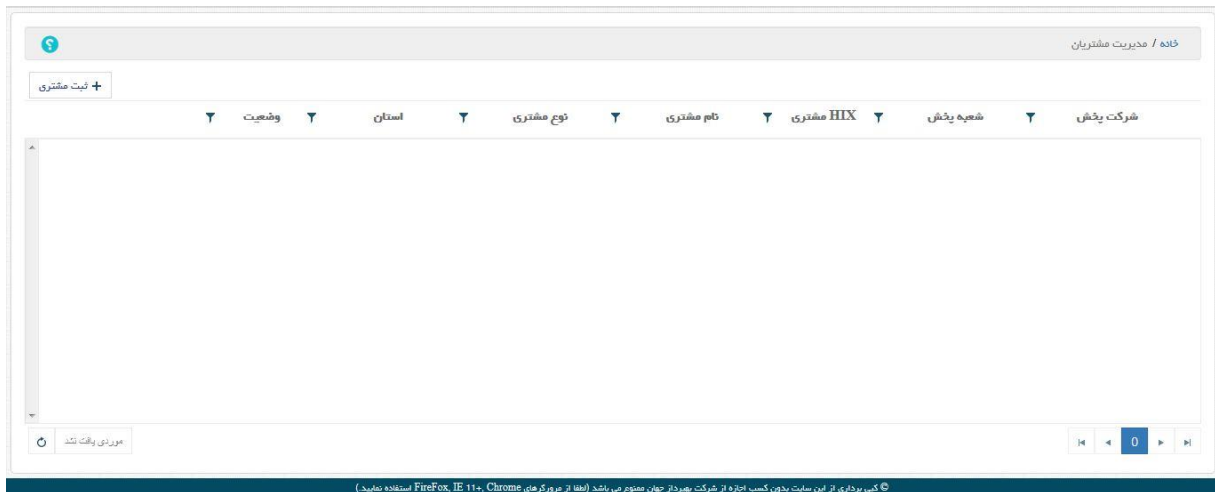 خانه / مدیریت مشتریان
+ ثبت مشتری
شرکت پخش شعبه پخش HIX مشتری نام مشتری نوع مشتری استان وضعیت
0
موردی یافت نشد
© کپی برداری از این سایت بدون کسب اجازه از شرکت بهپرداز جهان ممنوع می باشد (لطفا از مرورگرهای FireFox, IE 11+, Chrome استفاده نمایید.)